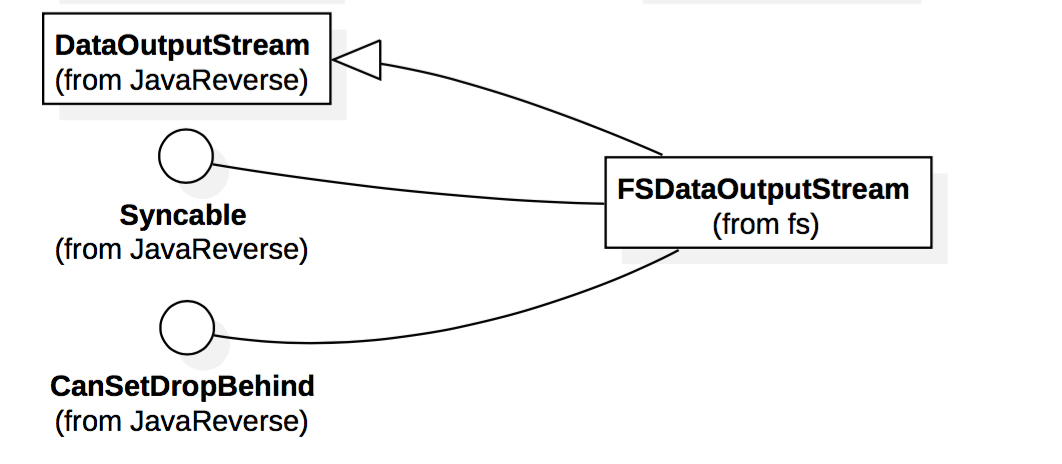 DataOutputStream
(from JavaReverse)
Syncable
(from JavaReverse)
CanSetDropBehind
(from JavaReverse)
FSDataOutputStream
(from fs)